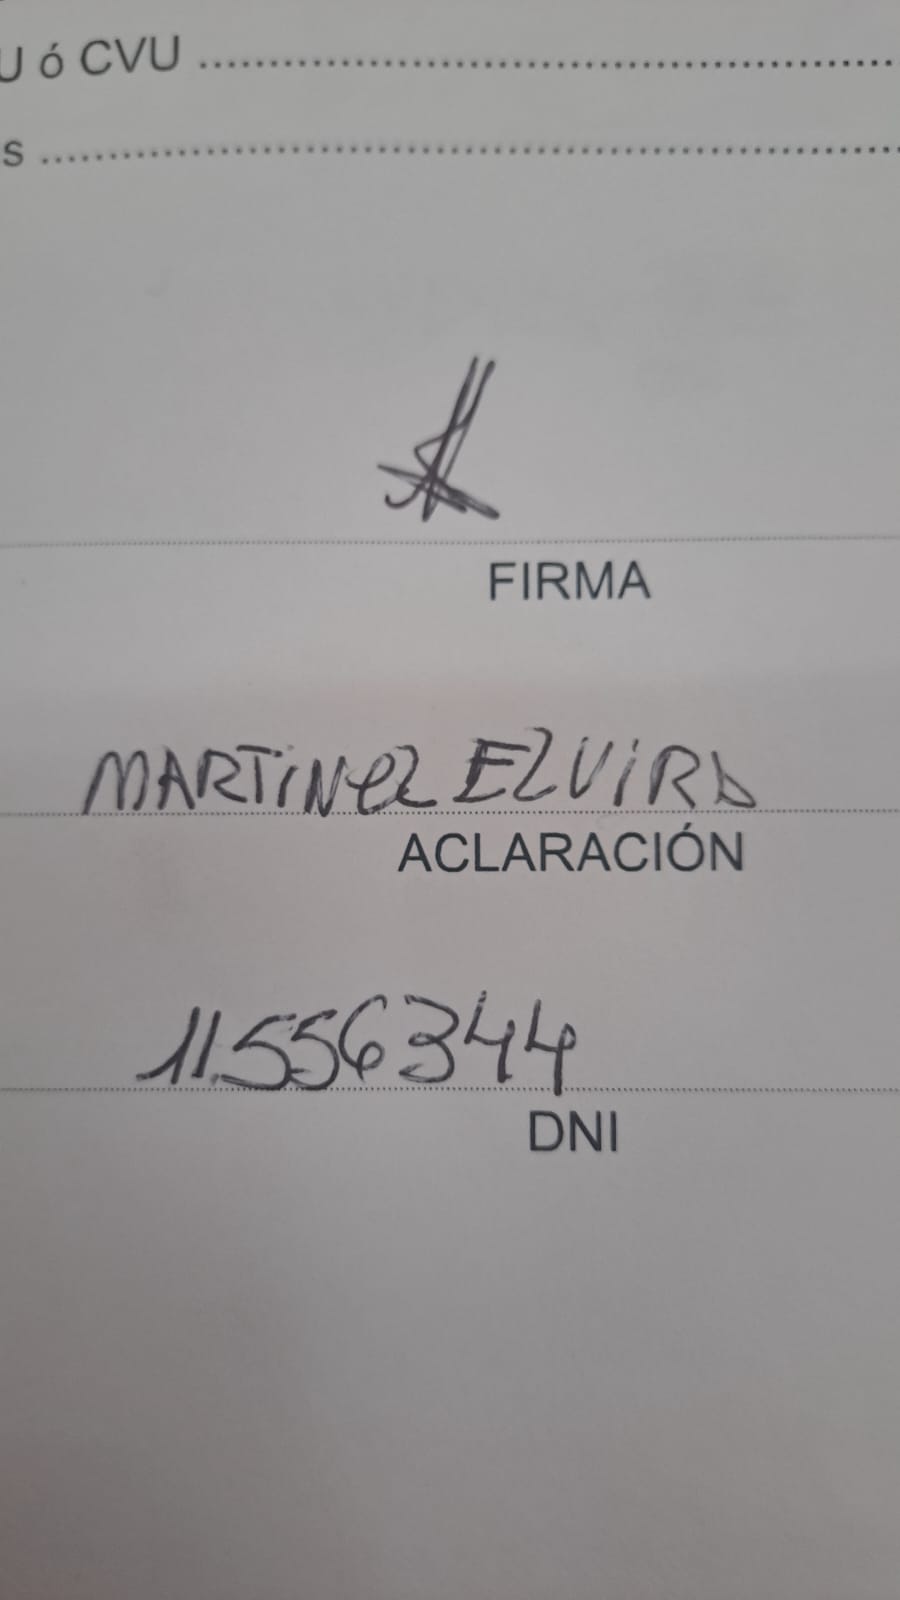 U ó CVU ........................................................
S ........................................................................
FIRMA
MARTINEZ ELVIRA
ACLARACIÓN
11.556344
DNI